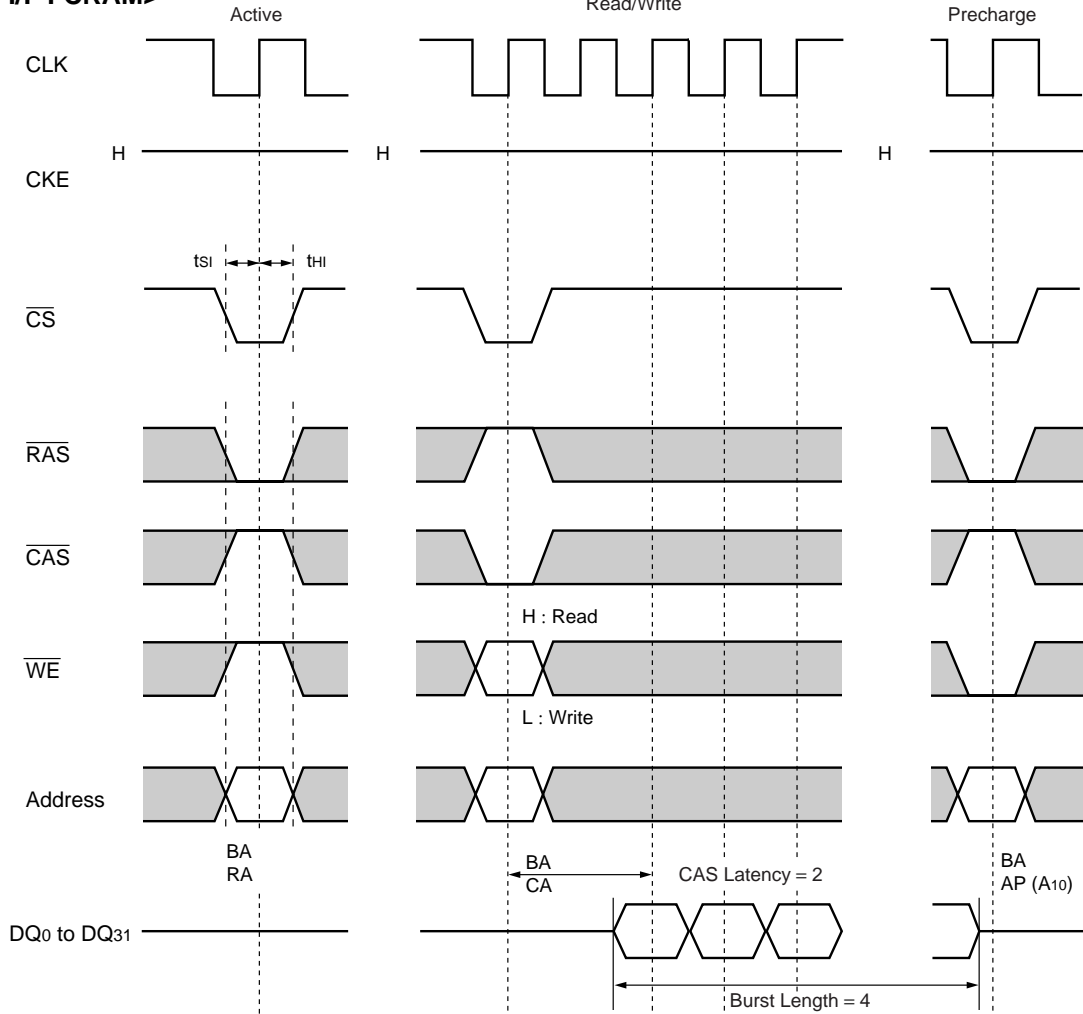 Active
Read/Write
Precharge
CLK
H
H
H
CKE
tSI
tHI
CS
RAS
CAS
H : Read
WE
L : Write
Address
BA
RA
BA
CA
CAS Latency = 2
BA
AP (A10)
DQ0 to DQ31
Burst Length = 4